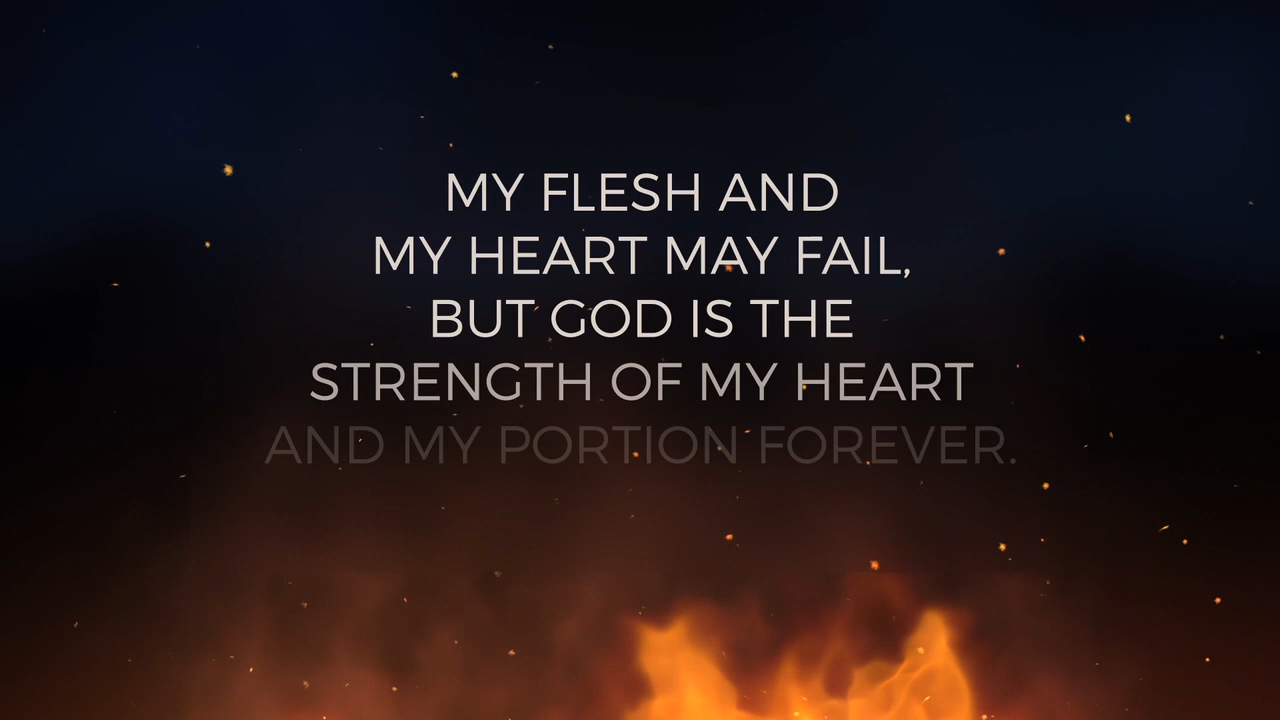 MY FLESH AND
MY HEART MAY FAIL,
BUT GOD IS THE
STRENGTH OF MY HEART
AND MY PORTION FOREVER.